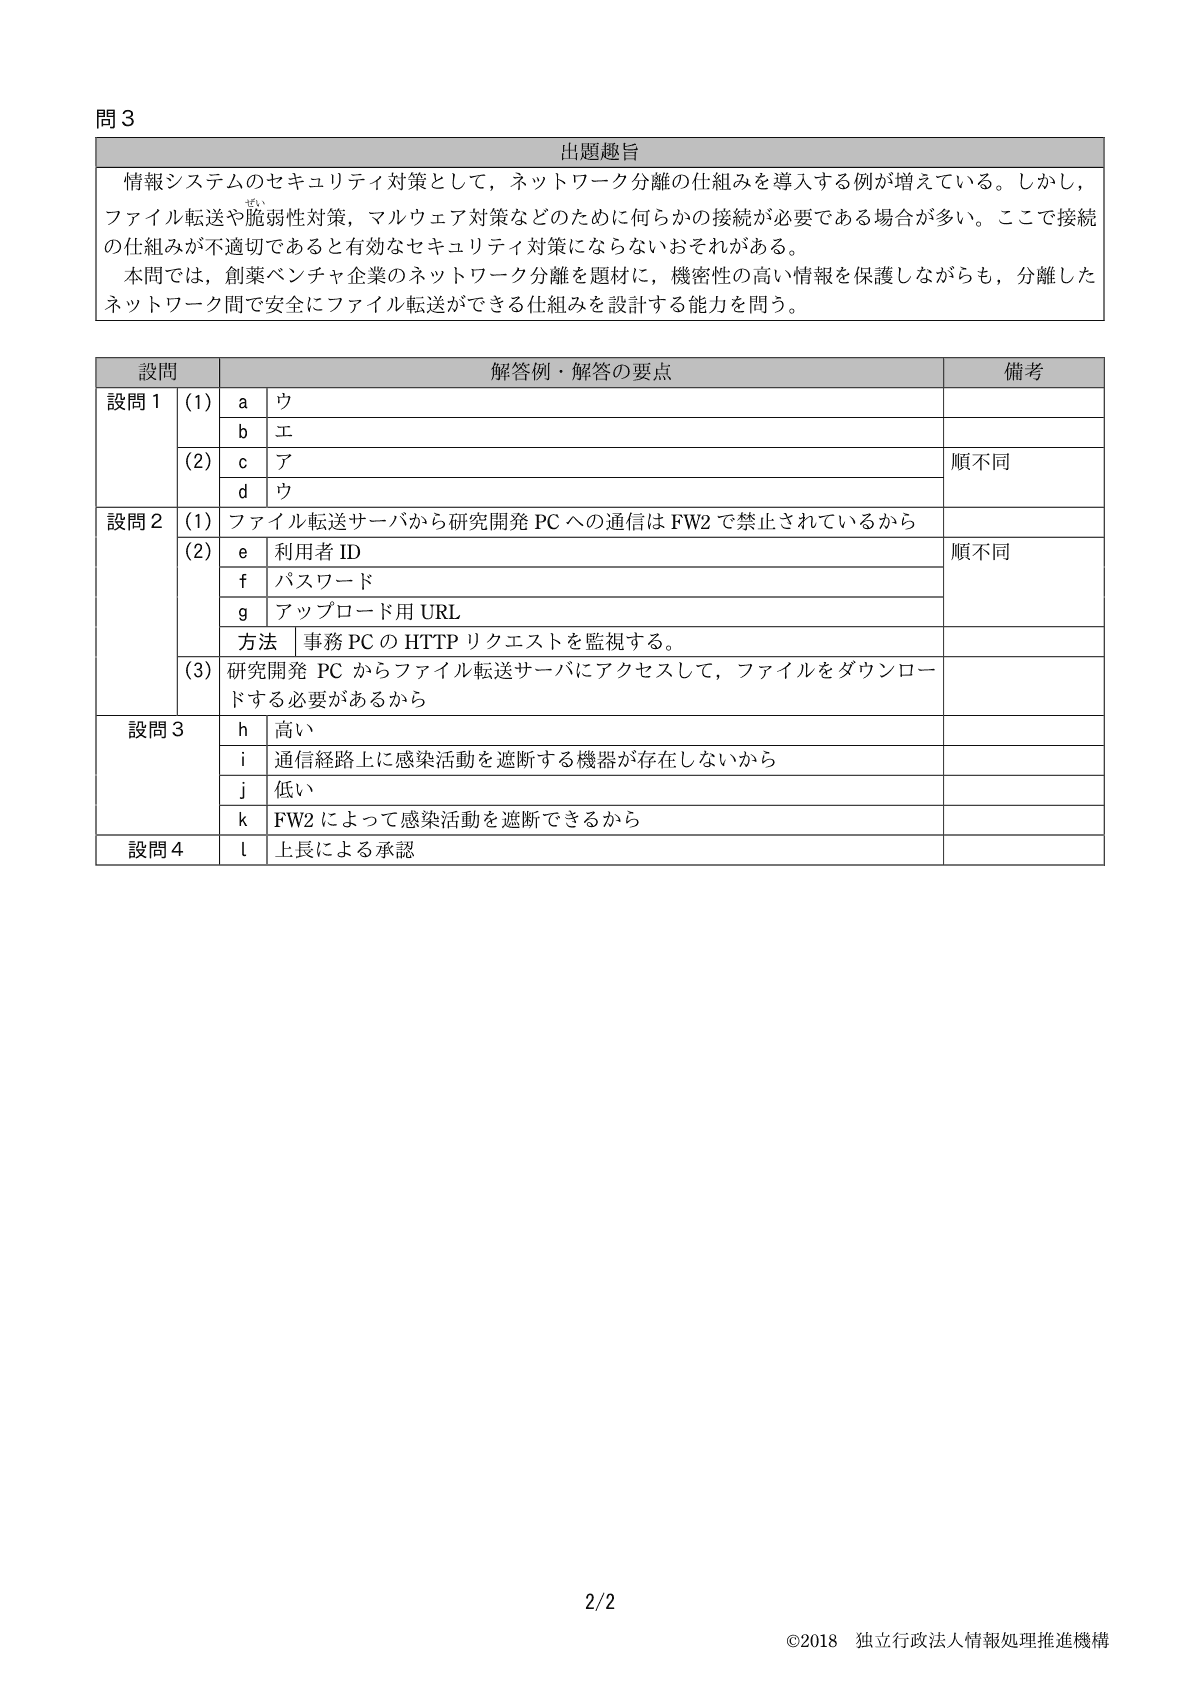 問３
出題趣旨
情報システムのセキュリティ対策として，ネットワーク分離の仕組みを導入する例が増えている。しかし，
ぜい
ファイル転送や脆弱性対策，マルウェア対策などのために何らかの接続が必要である場合が多い。ここで接続
の仕組みが不適切であると有効なセキュリティ対策にならないおそれがある。
本問では，創薬ベンチャ企業のネットワーク分離を題材に，機密性の高い情報を保護しながらも，分離した
ネットワーク間で安全にファイル転送ができる仕組みを設計する能力を問う。
設問 解答例・解答の要点 備考
設問１ (1) a ウ
b エ
(2) c ア 順不同
d ウ
設問２ (1) ファイル転送サーバから研究開発 PC への通信は FW2 で禁止されているから
(2) e 利用者 ID 順不同
f パスワード
g アップロード用 URL
方法 事務 PC の HTTP リクエストを監視する。
(3) 研究開発 PC からファイル転送サーバにアクセスして，ファイルをダウンロー
ドする必要があるから
設問３ h 高い
i 通信経路上に感染活動を遮断する機器が存在しないから
j 低い
k FW2 によって感染活動を遮断できるから
設問４ l 上長による承認
2/2
©2018 独立行政法人情報処理推進機構